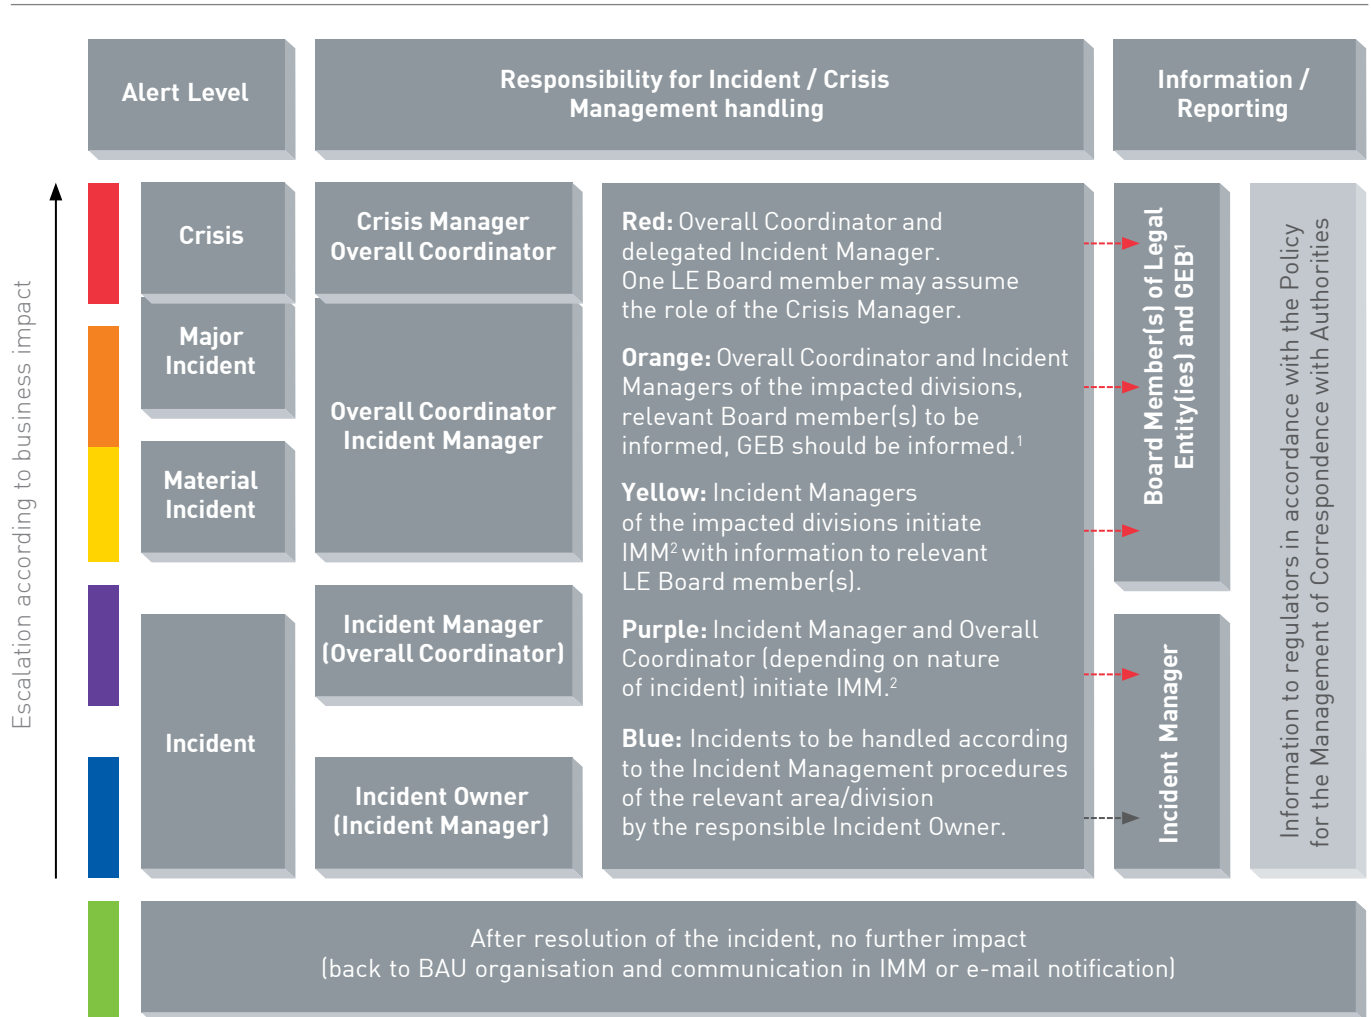 Alert Level
Responsibility for Incident / Crisis
Management handling
Information /
Reporting
Escalation according to business impact
Crisis
Major
Incident
Material
Incident
Incident
Crisis Manager
Overall Coordinator
Overall Coordinator
Incident Manager
Incident Manager
(Overall Coordinator)
Incident Owner
(Incident Manager)
Red: Overall Coordinator and
delegated Incident Manager.
One LE Board member may assume
the role of the Crisis Manager.
Orange: Overall Coordinator and Incident
Managers of the impacted divisions,
relevant Board member(s) to be
informed, GEB should be informed.¹
Yellow: Incident Managers
of the impacted divisions initiate
IMM² with information to relevant
LE Board member(s).
Purple: Incident Manager and Overall
Coordinator (depending on nature
of incident) initiate IMM.²
Blue: Incidents to be handled according
to the Incident Management procedures
of the relevant area/division
by the responsible Incident Owner.
Board Member(s) of Legal
Entity(ies) and GEB¹
Incident Manager
Information to regulators in accordance with the Policy
for the Management of Correspondence with Authorities
After resolution of the incident, no further impact
(back to BAU organisation and communication in IMM or e-mail notification)